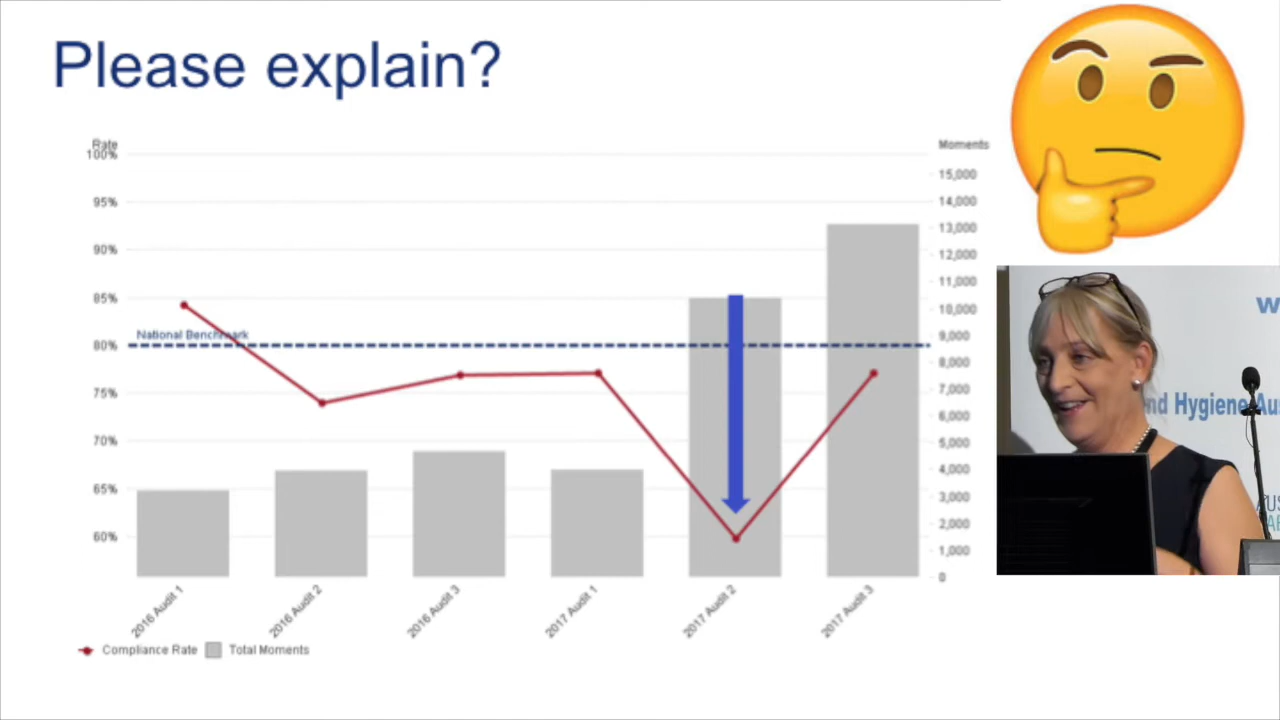 Please explain?
Rate
Moments
100%
95%
90%
85%
80%
75%
70%
65%
60%
15,000
14,000
13,000
12,000
11,000
10,000
9,000
8,000
7,000
6,000
5,000
4,000
3,000
2,000
1,000
0
National Benchmark
2016 Audit 1
2016 Audit 2
2016 Audit 3
2017 Audit 1
2017 Audit 2
2017 Audit 3
Compliance Rate
Total Moments
w
nd Hygiene Aus